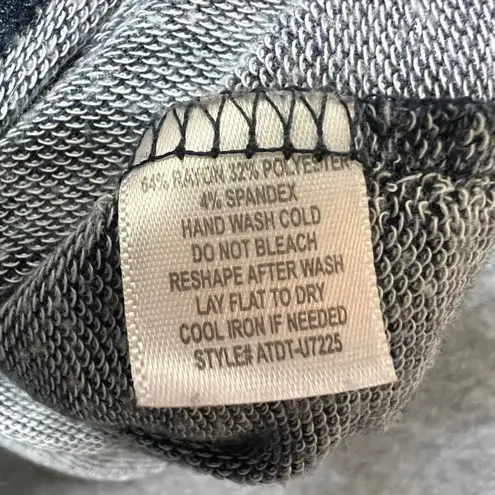 64% RAYON 32% POLYESTER
4% SPANDEX
HAND WASH COLD
DO NOT BLEACH
RESHAPE AFTER WASH
LAY FLAT TO DRY
COOL IRON IF NEEDED
STYLE# ATDT-U7225